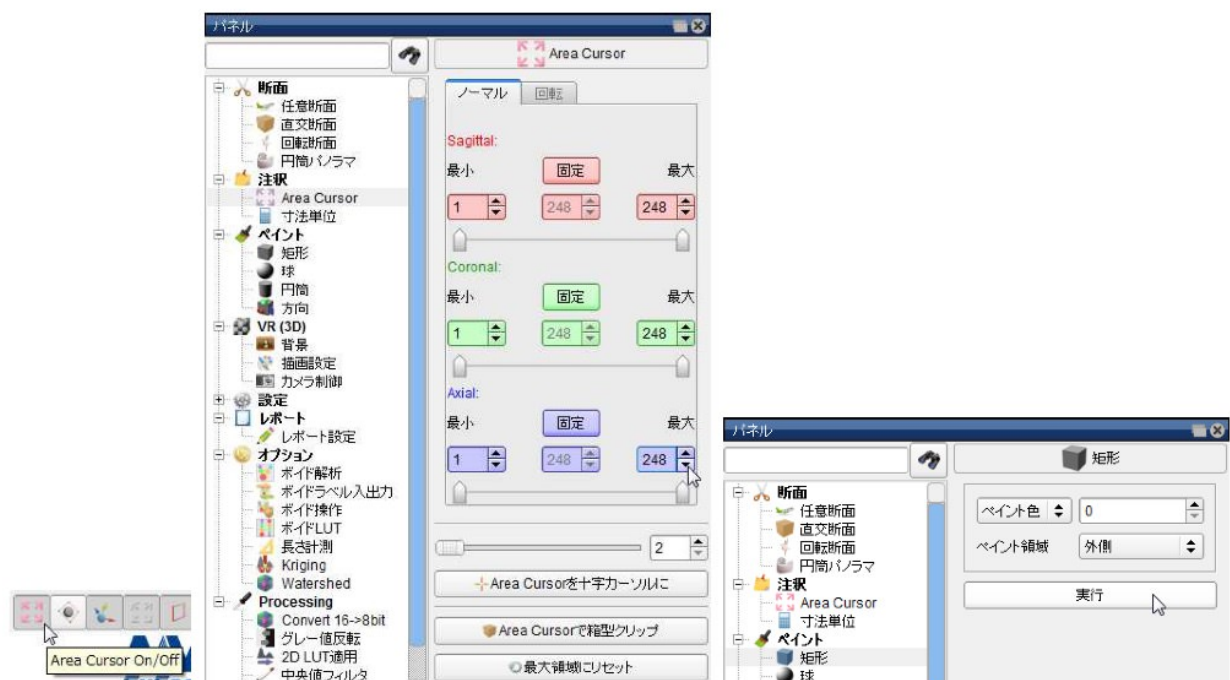 パネル
Area Cursor
断面
任意断面
直交断面
回転断面
円筒パノラマ
注釈
Area Cursor
寸法単位
ペイント
矩形
球
円筒
方向
VR (3D)
背景
描画設定
カメラ制御
設定
レポート
レポート設定
オプション
ボイド解析
ボイドラベル入出力
ボイド操作
ボイドLUT
長さ計測
Kriging
Watershed
Processing
Convert 16->8bit
グレー値反転
2D LUT適用
中央値フィルタ
ノーマル 回転
Sagittal:
最小 固定 最大
1 248 248
Coronal:
最小 固定 最大
1 248 248
Axial:
最小 固定 最大
1 248 248
2
Area Cursorを十字カーソルに
Area Cursorで箱型クリップ
最大領域にリセット
Area Cursor On/Off
パネル
矩形
断面
任意断面
直交断面
回転断面
円筒パノラマ
注釈
Area Cursor
寸法単位
ペイント
矩形
球
ペイント色 0
ペイント領域 外側
実行